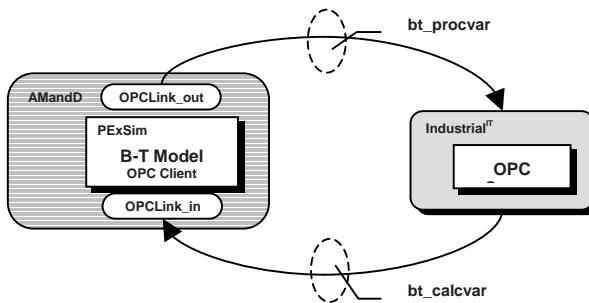 bt_procvar
AMandD
OPCLink_out
PExSim
B-T Model
OPC Client
OPCLink_in
Industrial^IT
OPC
bt_calcvar